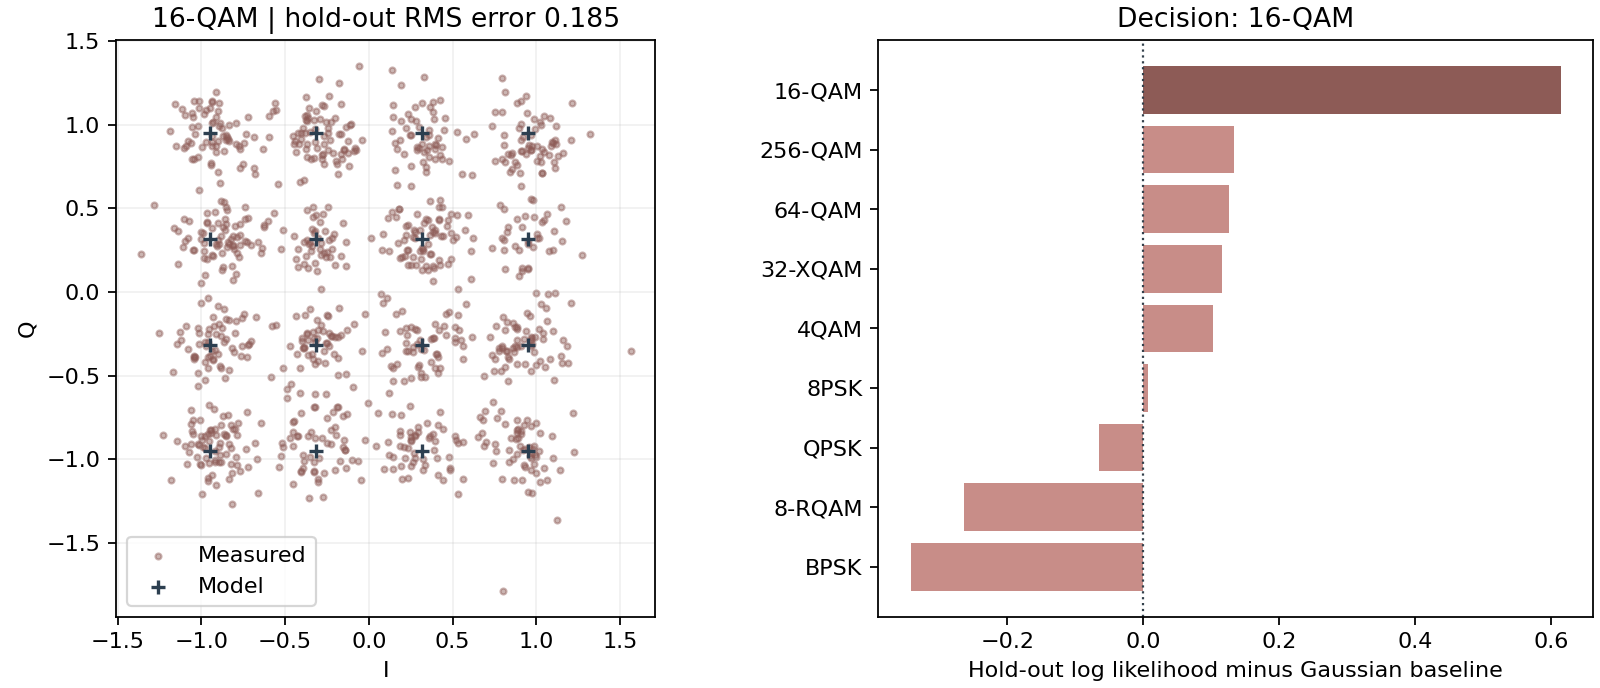 16-QAM | hold-out RMS error 0.185
1.5
1.0
0.5
0.0
−0.5
−1.0
−1.5
Q
Measured
Model
−1.5 −1.0 −0.5 0.0 0.5 1.0 1.5
I
Decision: 16-QAM
16-QAM
256-QAM
64-QAM
32-XQAM
4QAM
8PSK
QPSK
8-RQAM
BPSK
−0.2 0.0 0.2 0.4 0.6
Hold-out log likelihood minus Gaussian baseline